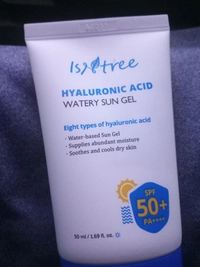 Isntree
HYALURONIC ACID
WATERY SUN GEL
Eight types of hyaluronic acid
- Water-based Sun Gel
- Supplies abundant moisture
- Soothes and cools dry skin
SPF
50+
PA++++
50 ml / 1.69 fl. oz.